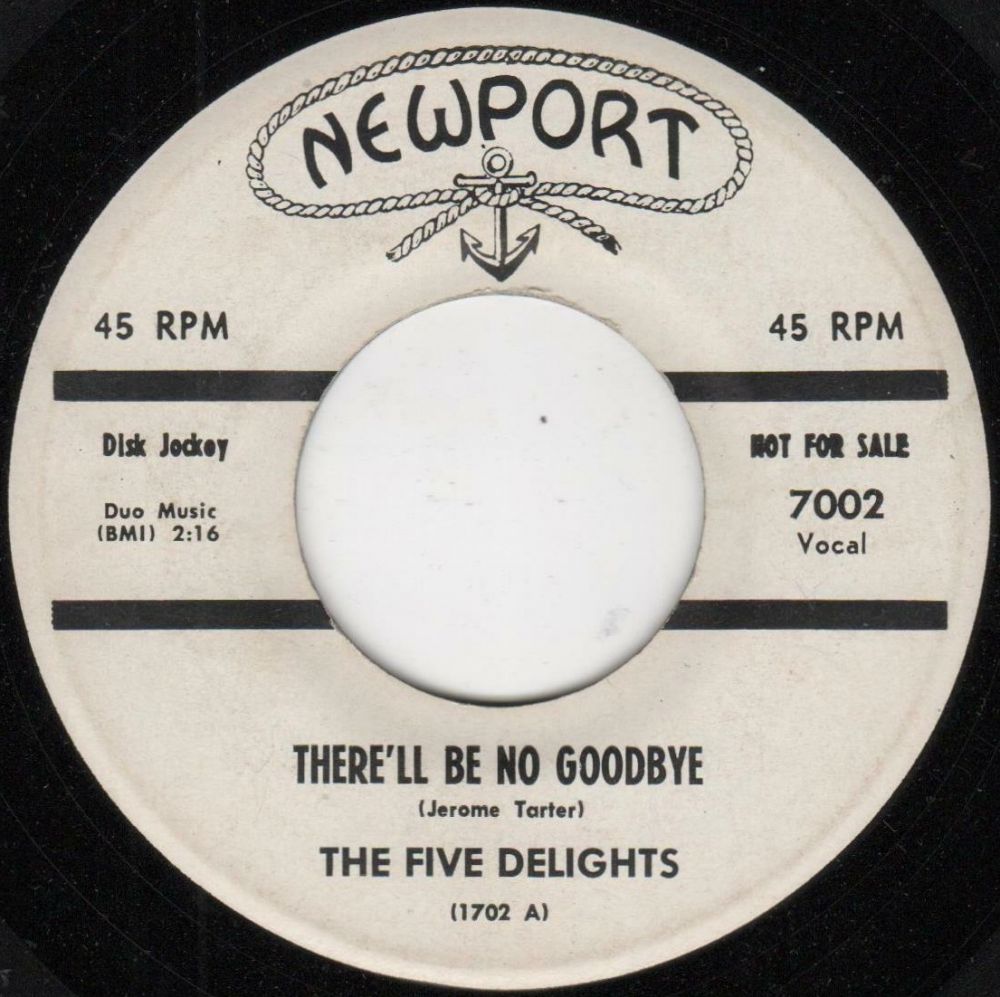 NEWPORT
45 RPM
45 RPM
Disk Jockey
Duo Music
(BMI) 2:16
NOT FOR SALE
7002
Vocal
THERE'LL BE NO GOODBYE
(Jerome Tarter)
THE FIVE DELIGHTS
(1702 A)